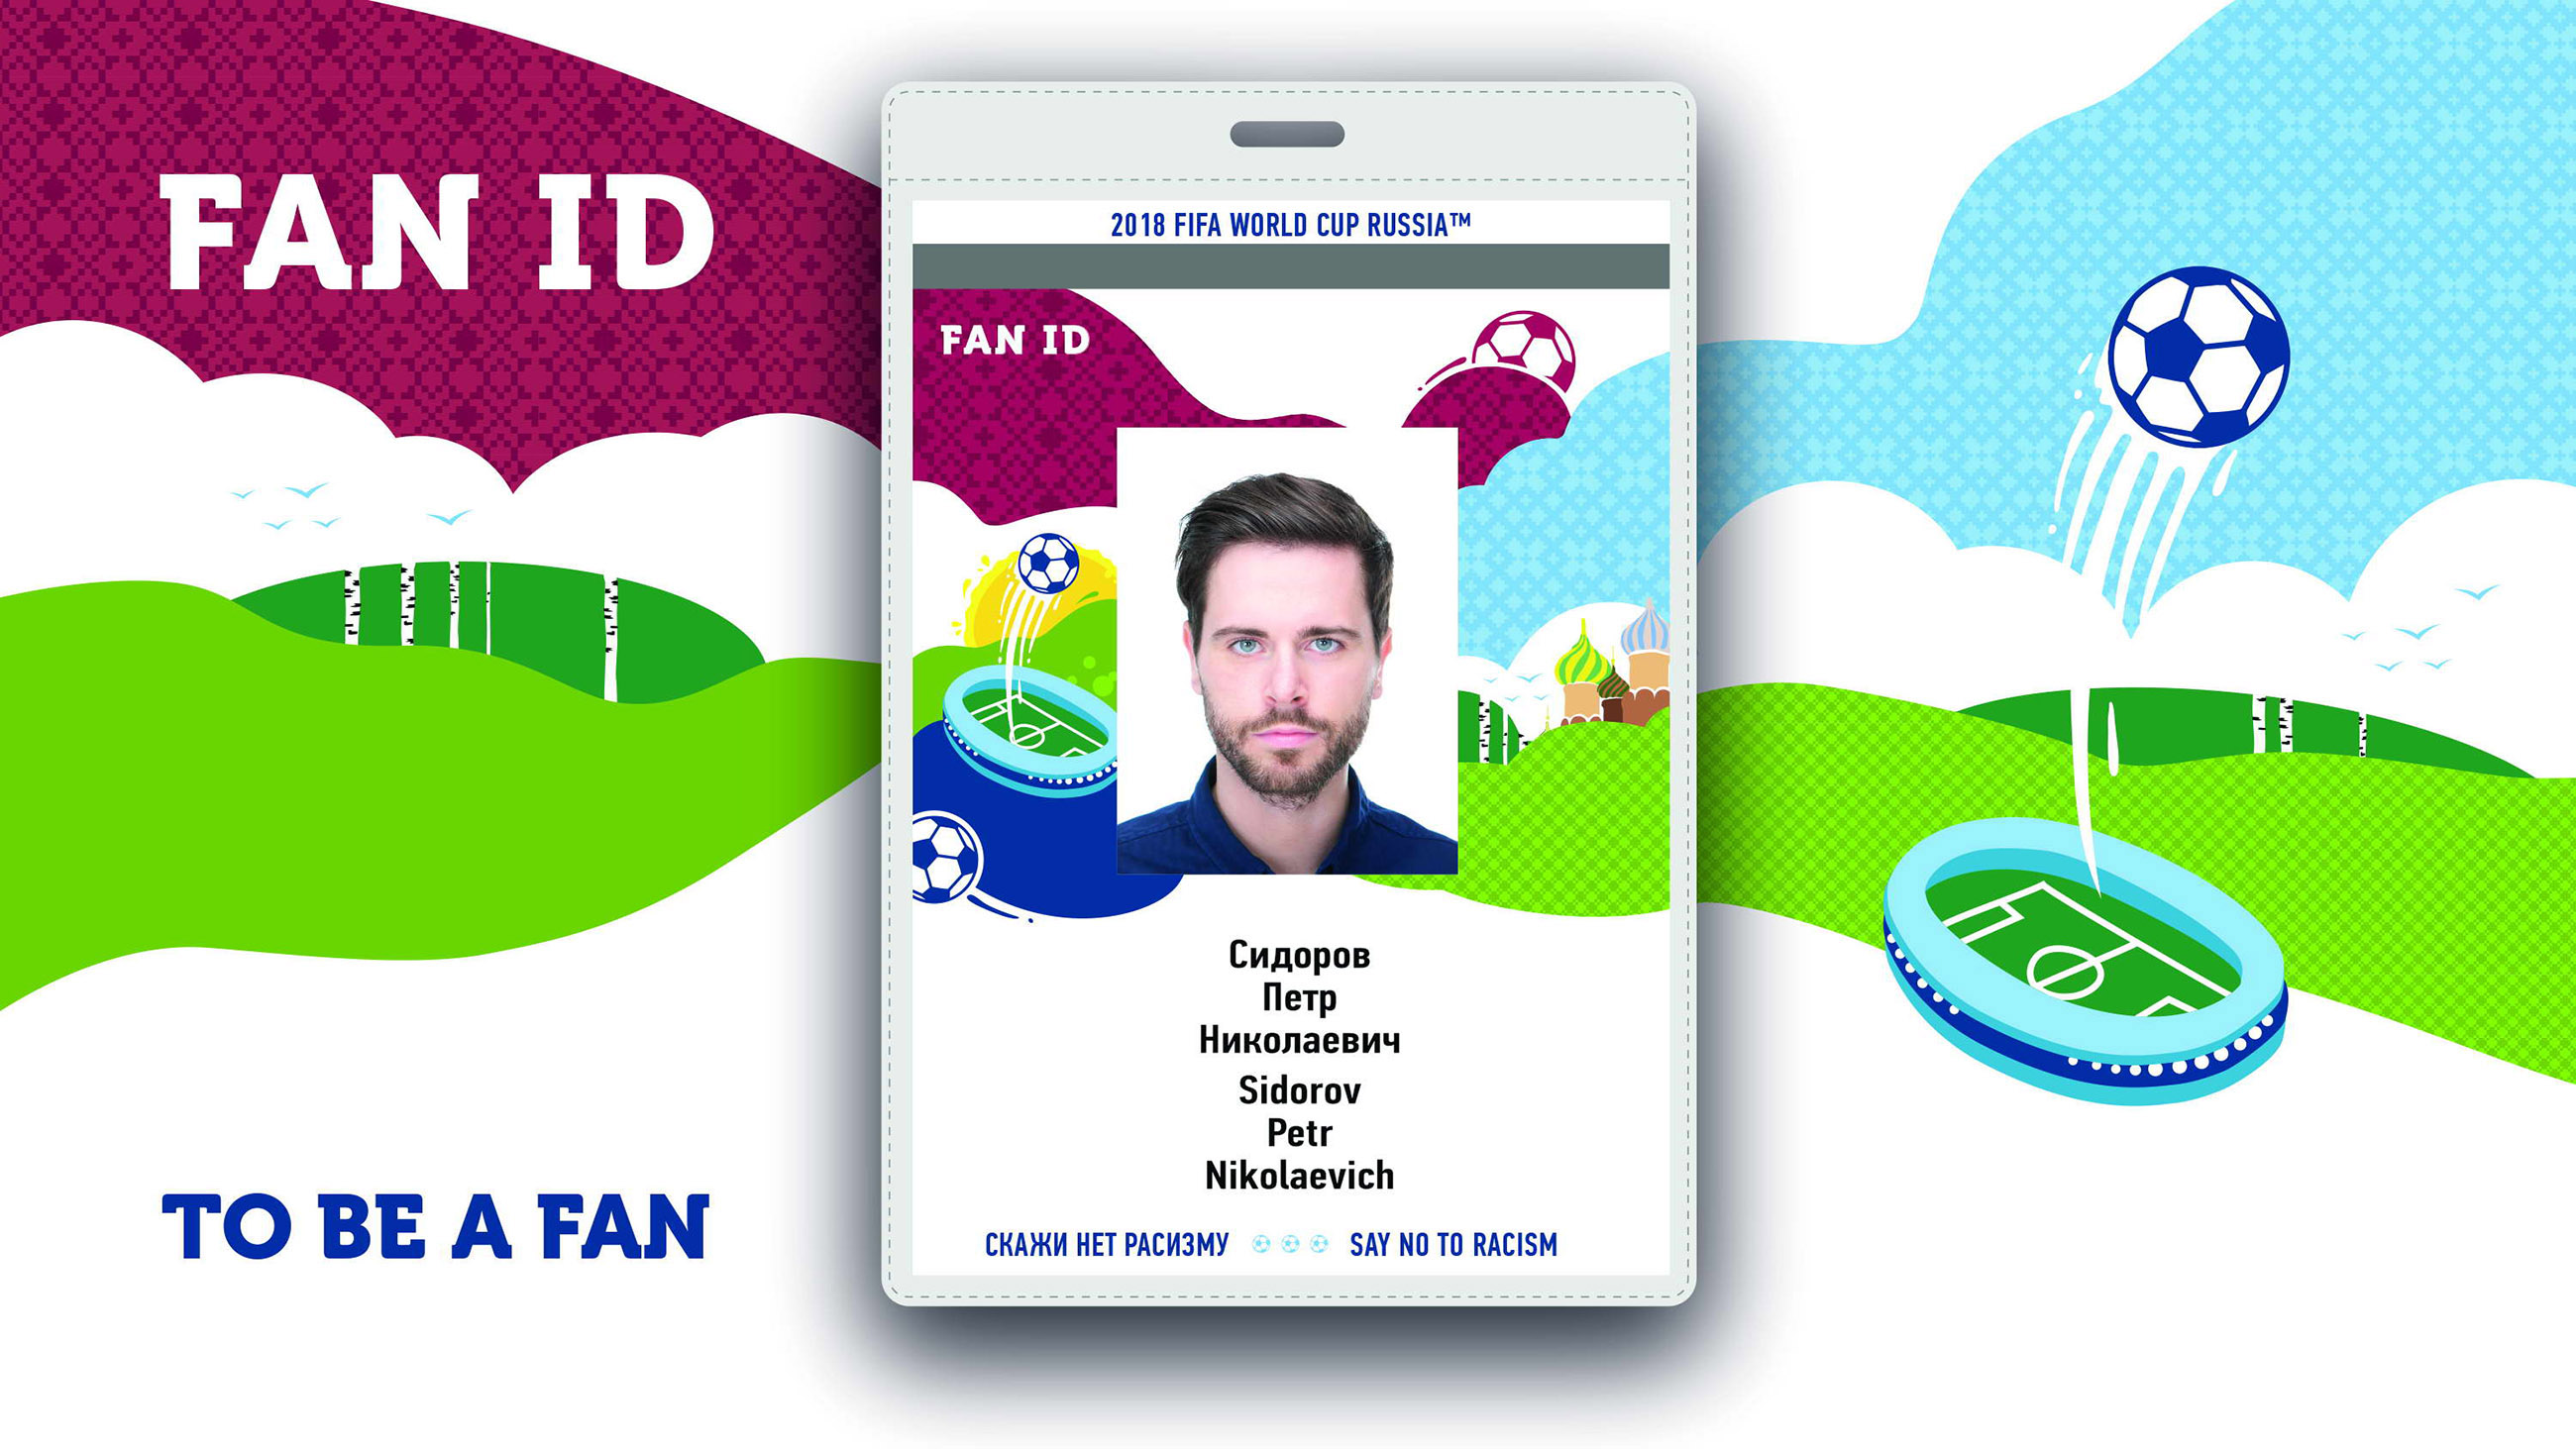 FAN ID
2018 FIFA WORLD CUP RUSSIA™
FAN ID
Сидоров
Петр
Николаевич
Sidorov
Petr
Nikolaevich
СКАЖИ НЕТ РАСИЗМУ SAY NO TO RACISM
TO BE A FAN